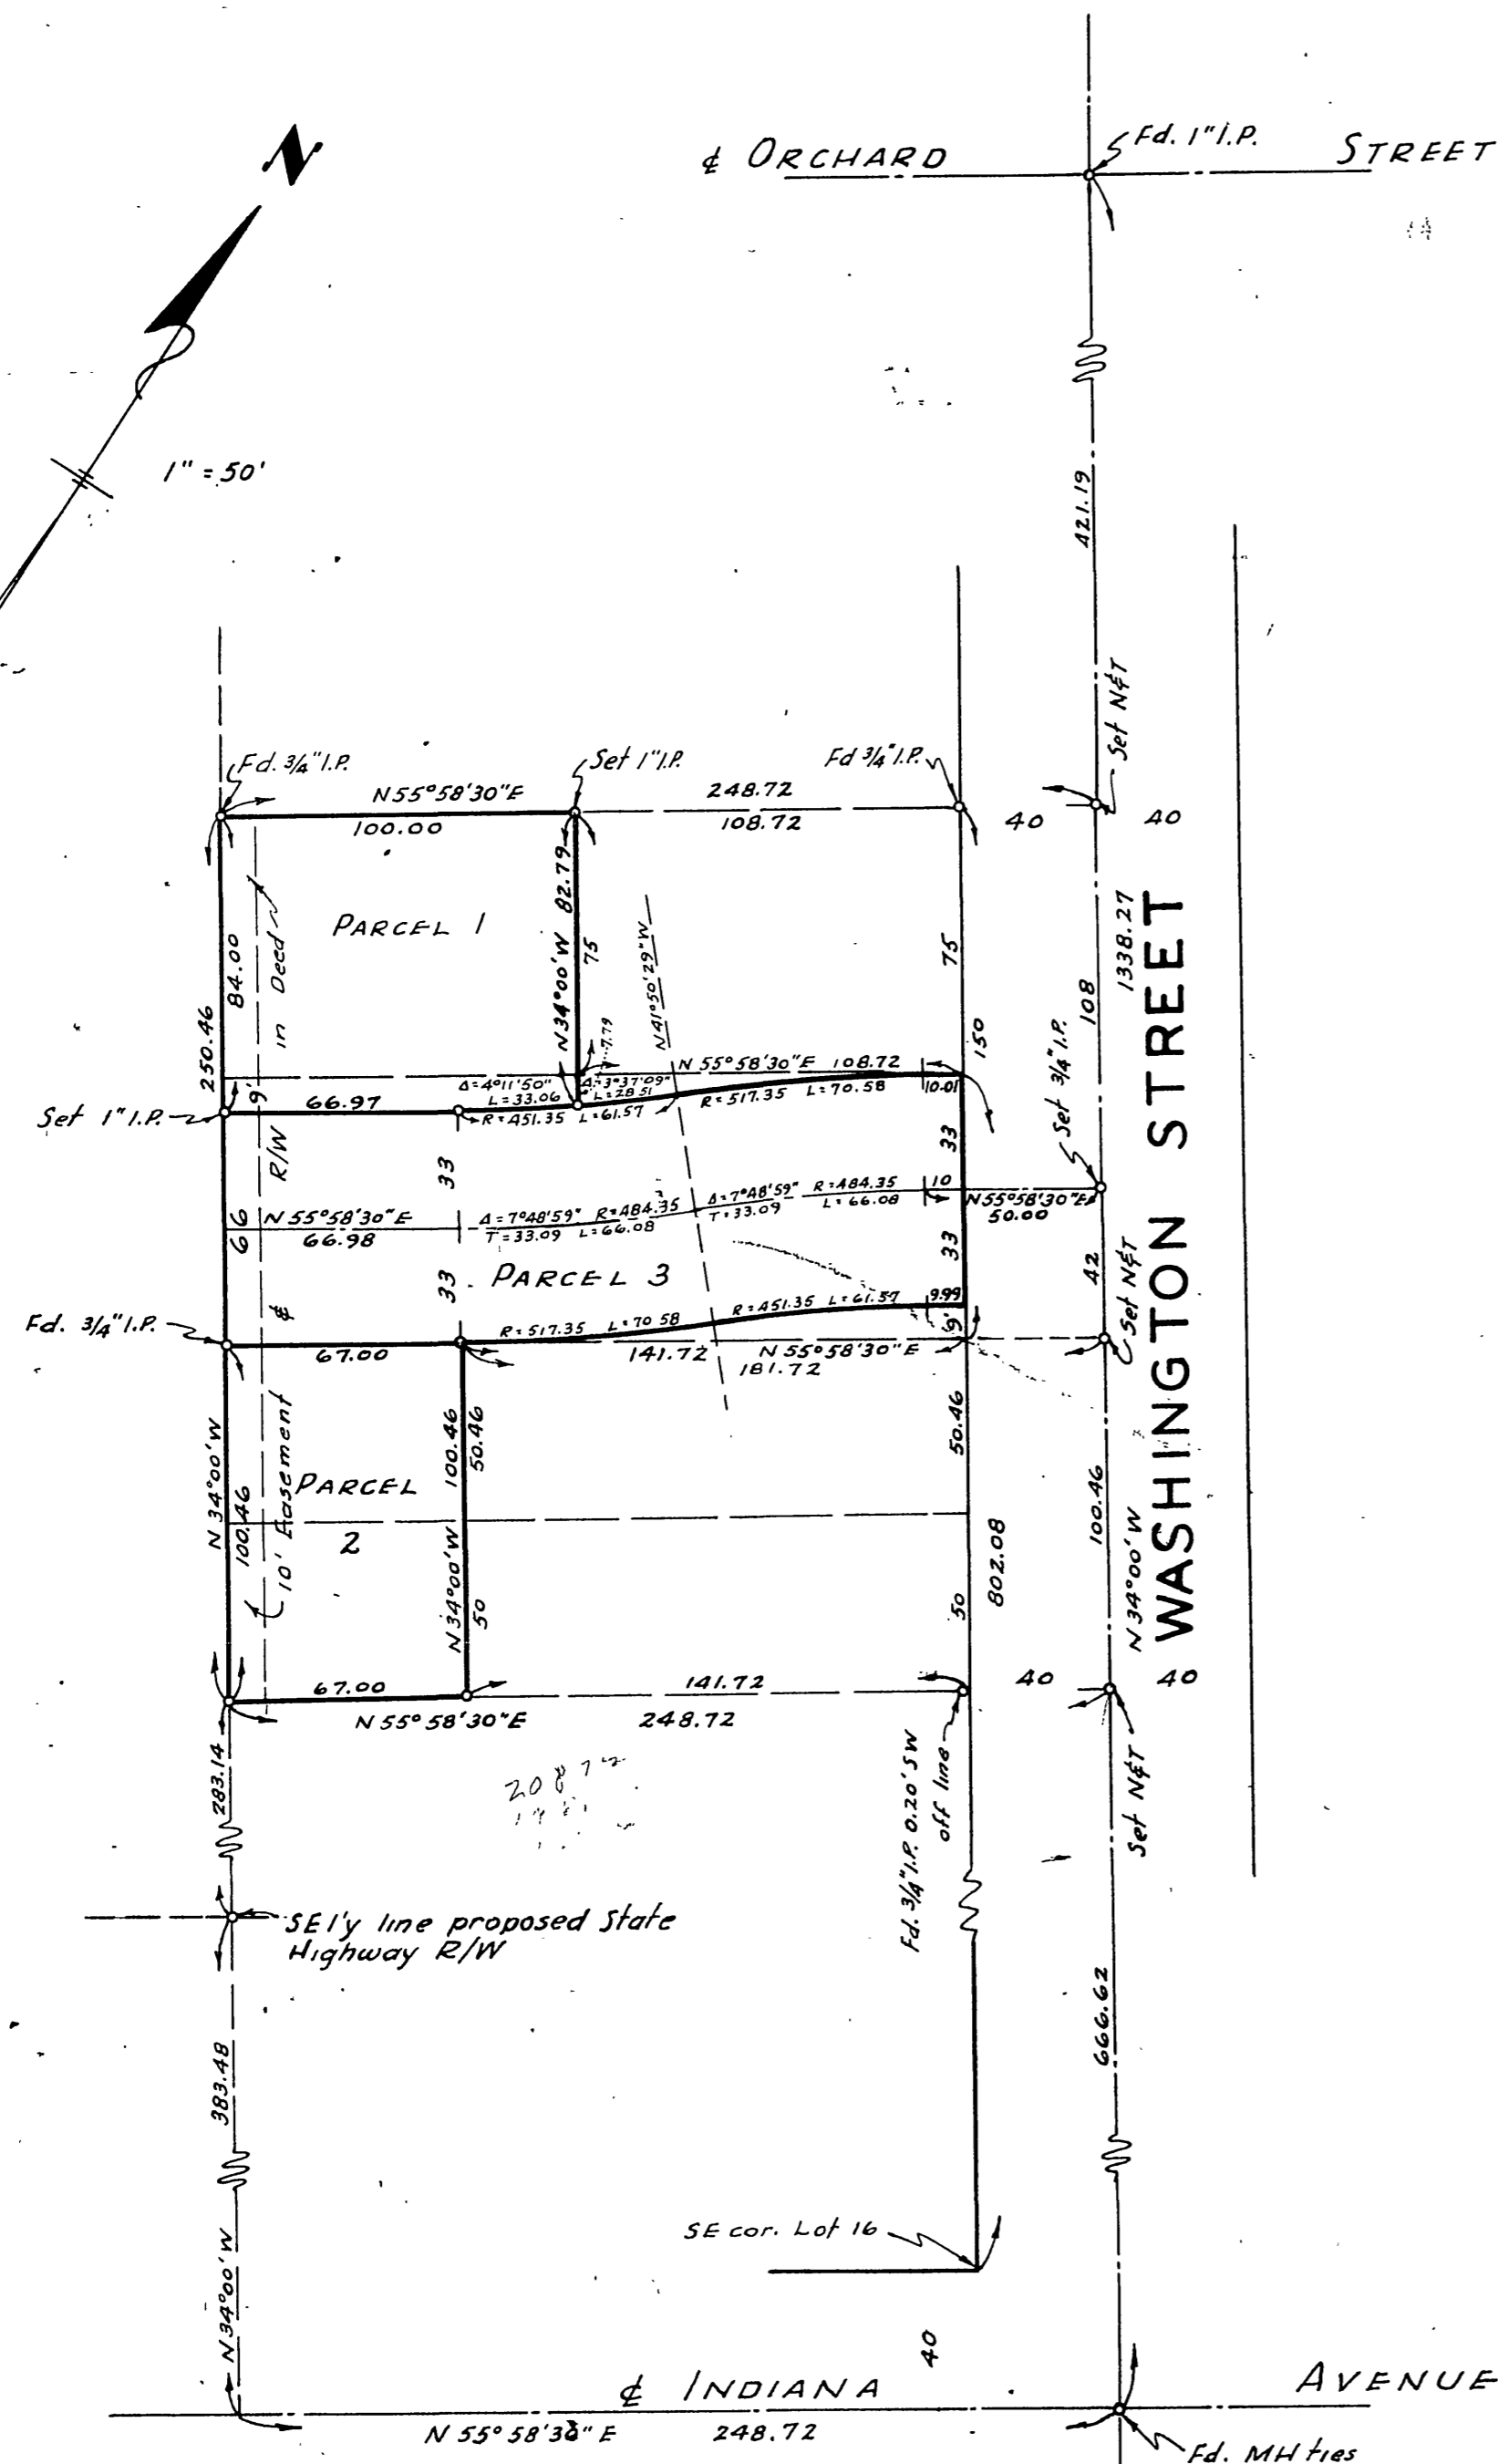 N
1" = 50'
₵ ORCHARD STREET
Fd. 1" I.P.
421.19
Set N&T
Fd. 3/4" I.P.
Set 1" I.P.
Fd 3/4" I.P.
N55°58'30"E
248.72
100.00
108.72
40
40
PARCEL 1
84.00
250.46
in Deed
N34°00'W 82.79
75
7.79
N41°50'29"W
75
150
108
1338.27
WASHINGTON STREET
Set 3/4" I.P.
N 55°58'30"E 108.72
Δ=4°11'50"
L=33.06
Δ=3°37'09"
L=28.51
R=517.35 L=70.58
10.01
Set 1" I.P.
66.97
R=451.35 L=61.57
9'
R/W
33
33
66
N55°58'30"E
66.98
Δ=7°48'59" R=484.35
T=33.09 L=66.08
Δ=7°48'59" R=484.35
T=33.09 L=66.08
10
N55°58'30"E
50.00
33
PARCEL 3
33
42
Set N&T
Fd. 3/4" I.P.
&
R=517.35 L=70.58
R=451.35 L=61.57
9.99
9'
67.00
141.72
N 55°58'30"E
181.72
N 34°00'W
100.46
10' Easement
PARCEL
2
N34°00'W 100.46
50.46
50
50.46
50
802.08
100.46
N 34°00'W
67.00
141.72
N55°58'30"E
248.72
40
40
Set N&T
Fd. 3/4" I.P. 0.20' SW
off line
283.14
208.72
SE'l'y line proposed State
Highway R/W
383.48
666.62
N34°00'W
SE cor. Lot 16
40
₵ INDIANA AVENUE
N 55°58'30"E 248.72
Fd. MH ties